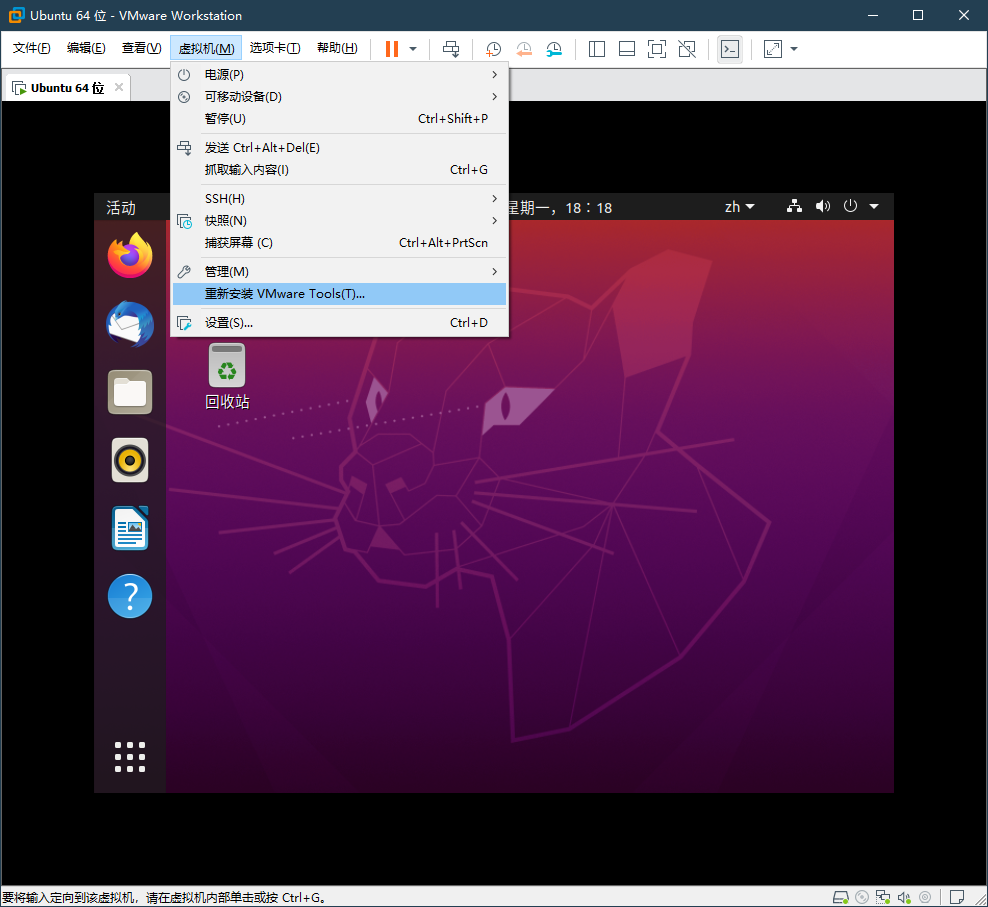 Ubuntu 64 位 - VMware Workstation
文件(F) 编辑(E) 查看(V) 虚拟机(M) 选项卡(T) 帮助(H)
Ubuntu 64 位
电源(P)
可移动设备(D)
暂停(U) Ctrl+Shift+P
发送 Ctrl+Alt+Del(E)
抓取输入内容(I) Ctrl+G
SSH(H)
快照(N)
捕获屏幕 (C) Ctrl+Alt+PrtScn
管理(M)
重新安装 VMware Tools(T)...
设置(S)... Ctrl+D
活动 星期一,18:18 zh
回收站
?
要将输入定向到该虚拟机,请在虚拟机内部单击或按 Ctrl+G。